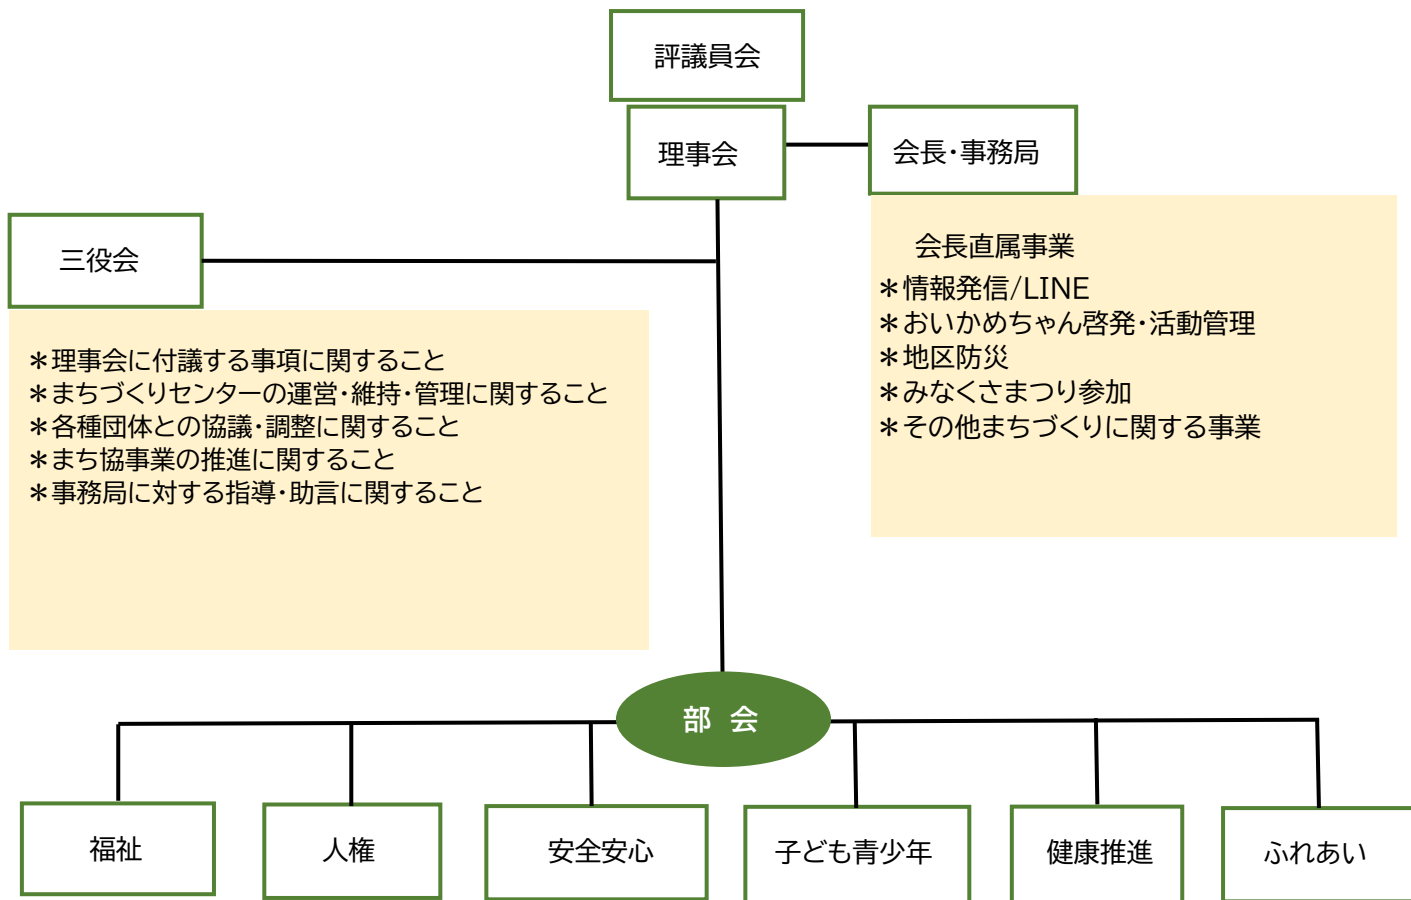 評議員会
理事会
会長・事務局
三役会
会長直属事業
＊情報発信/LINE
＊おいかめちゃん啓発・活動管理
＊地区防災
＊みなくさまつり参加
＊その他まちづくりに関する事業
＊理事会に付議する事項に関すること
＊まちづくりセンターの運営・維持・管理に関すること
＊各種団体との協議・調整に関すること
＊まち協事業の推進に関すること
＊事務局に対する指導・助言に関すること
部 会
福祉
人権
安全安心
子ども青少年
健康推進
ふれあい